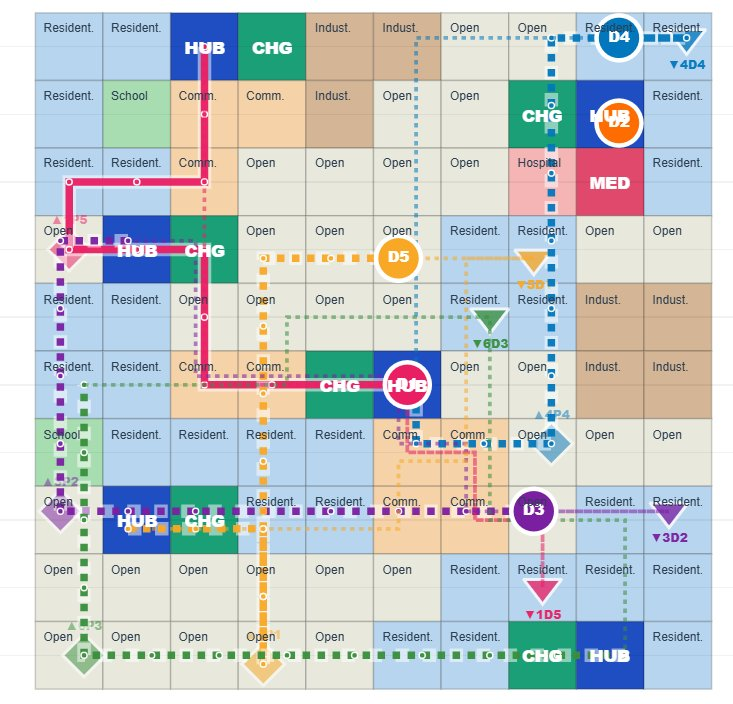 Resident. Resident. HUB CHG Indust. Indust. Open Open Resident. D4 Resident.
▼4D4
Resident. School Comm. Comm. Indust. Open Open CHG HUB D2 Resident.
Resident. Resident. Comm. Open Open Open Open Hospital MED Resident.
Open HUB CHG Open Open Open Resident. Resident. Open Open
D5
Resident. Resident. Open Open Open Open Resident. Resident. Indust. Indust.
▼6D3
Resident. Resident. Comm. Comm. CHG HUB Open Open Indust. Indust.
▲4P4
School Resident. Resident. Resident. Resident. Comm. Comm. Open Open Open
Open HUB CHG Resident. Resident. Comm. Comm. D3 Resident. Resident.
▼3D2
Open Open Open Open Open Open Resident. Resident. Resident. Resident.
▼1D5
Open Open Open Open Resident. Resident. CHG HUB Resident.